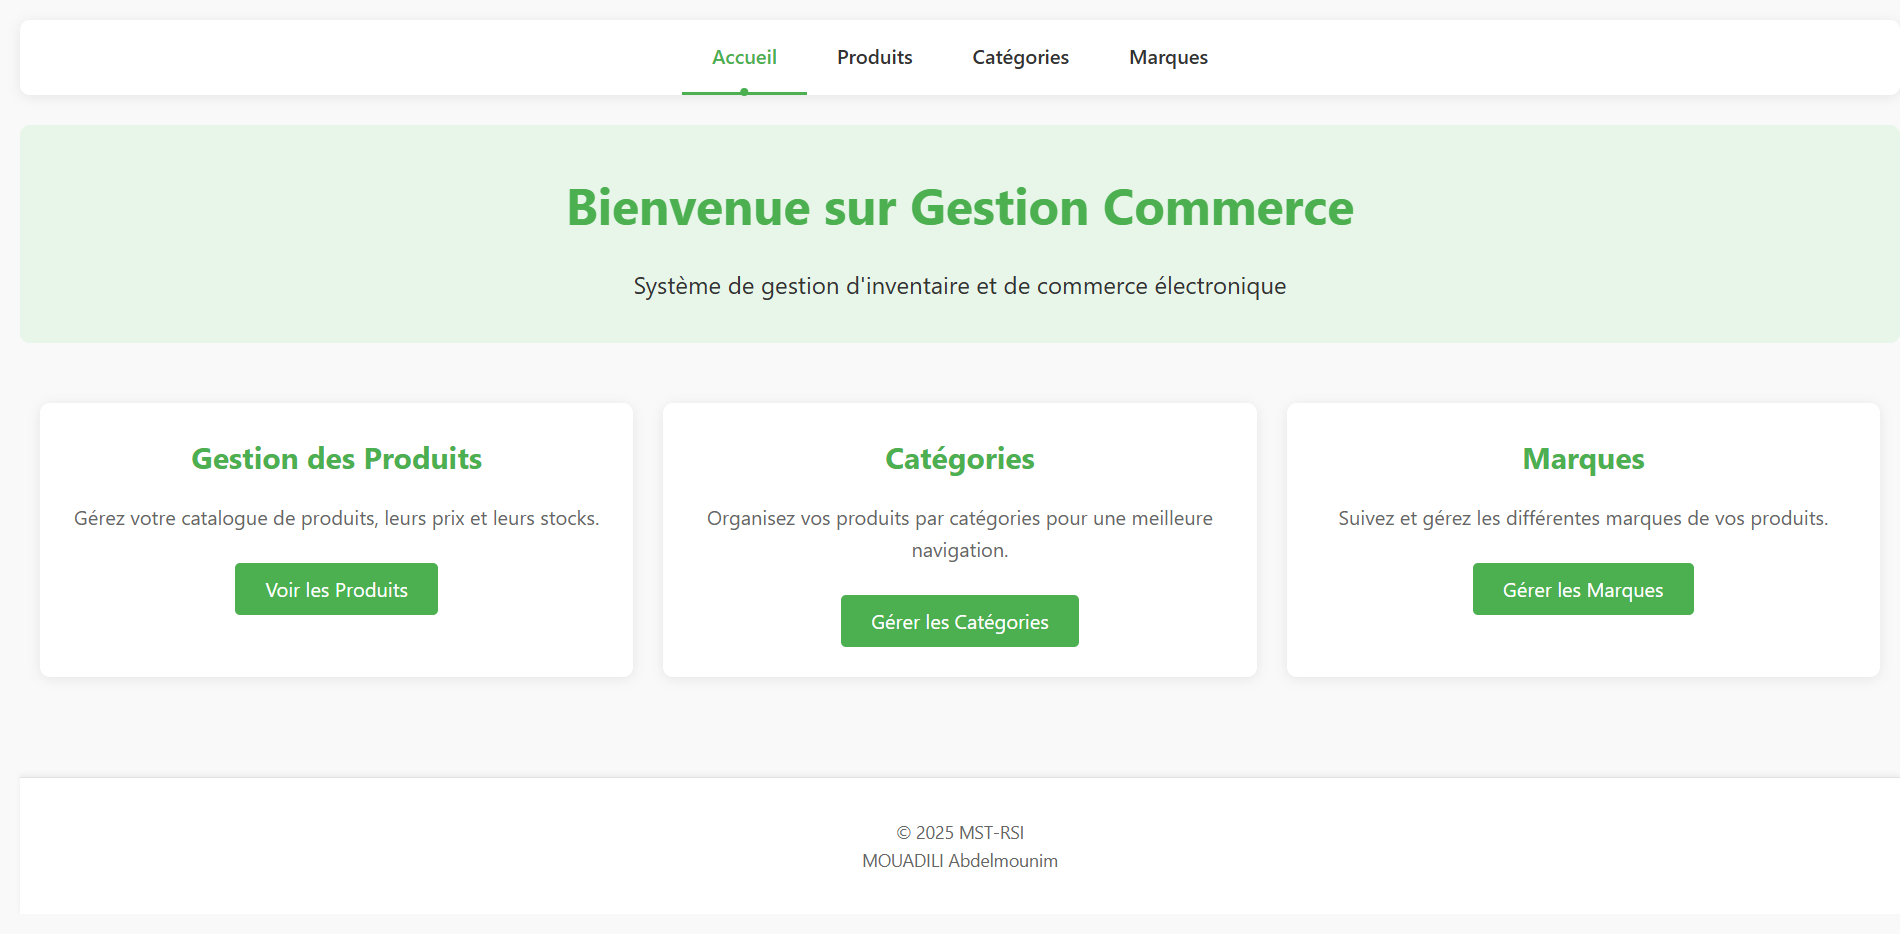 Accueil Produits Catégories Marques
Bienvenue sur Gestion Commerce
Système de gestion d'inventaire et de commerce électronique
Gestion des Produits
Gérez votre catalogue de produits, leurs prix et leurs stocks.
Voir les Produits
Catégories
Organisez vos produits par catégories pour une meilleure
navigation.
Gérer les Catégories
Marques
Suivez et gérez les différentes marques de vos produits.
Gérer les Marques
© 2025 MST-RSI
MOUADILI Abdelmounim